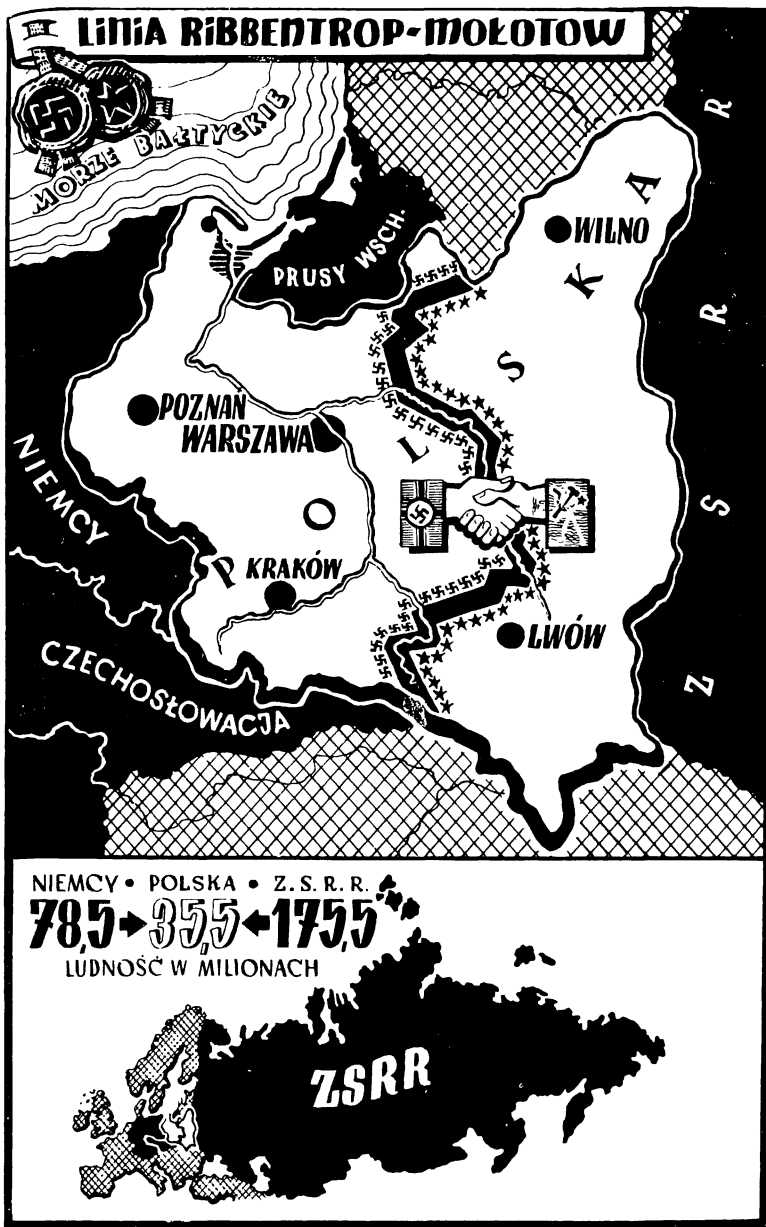 I LINIA RIBBENTROP-MOŁOTOW
MORZE BAŁTYCKIE
PRUSY WSCH.
WILNO
POZNAŃ
WARSZAWA
NIEMCY
POLSKA
KRAKÓW
LWÓW
CZECHOSŁOWACJA
Z S R R
NIEMCY • POLSKA • Z.S.R.R.
78,5 → 35,5 ← 175,5
LUDNOŚĆ W MILIONACH
ZSRR